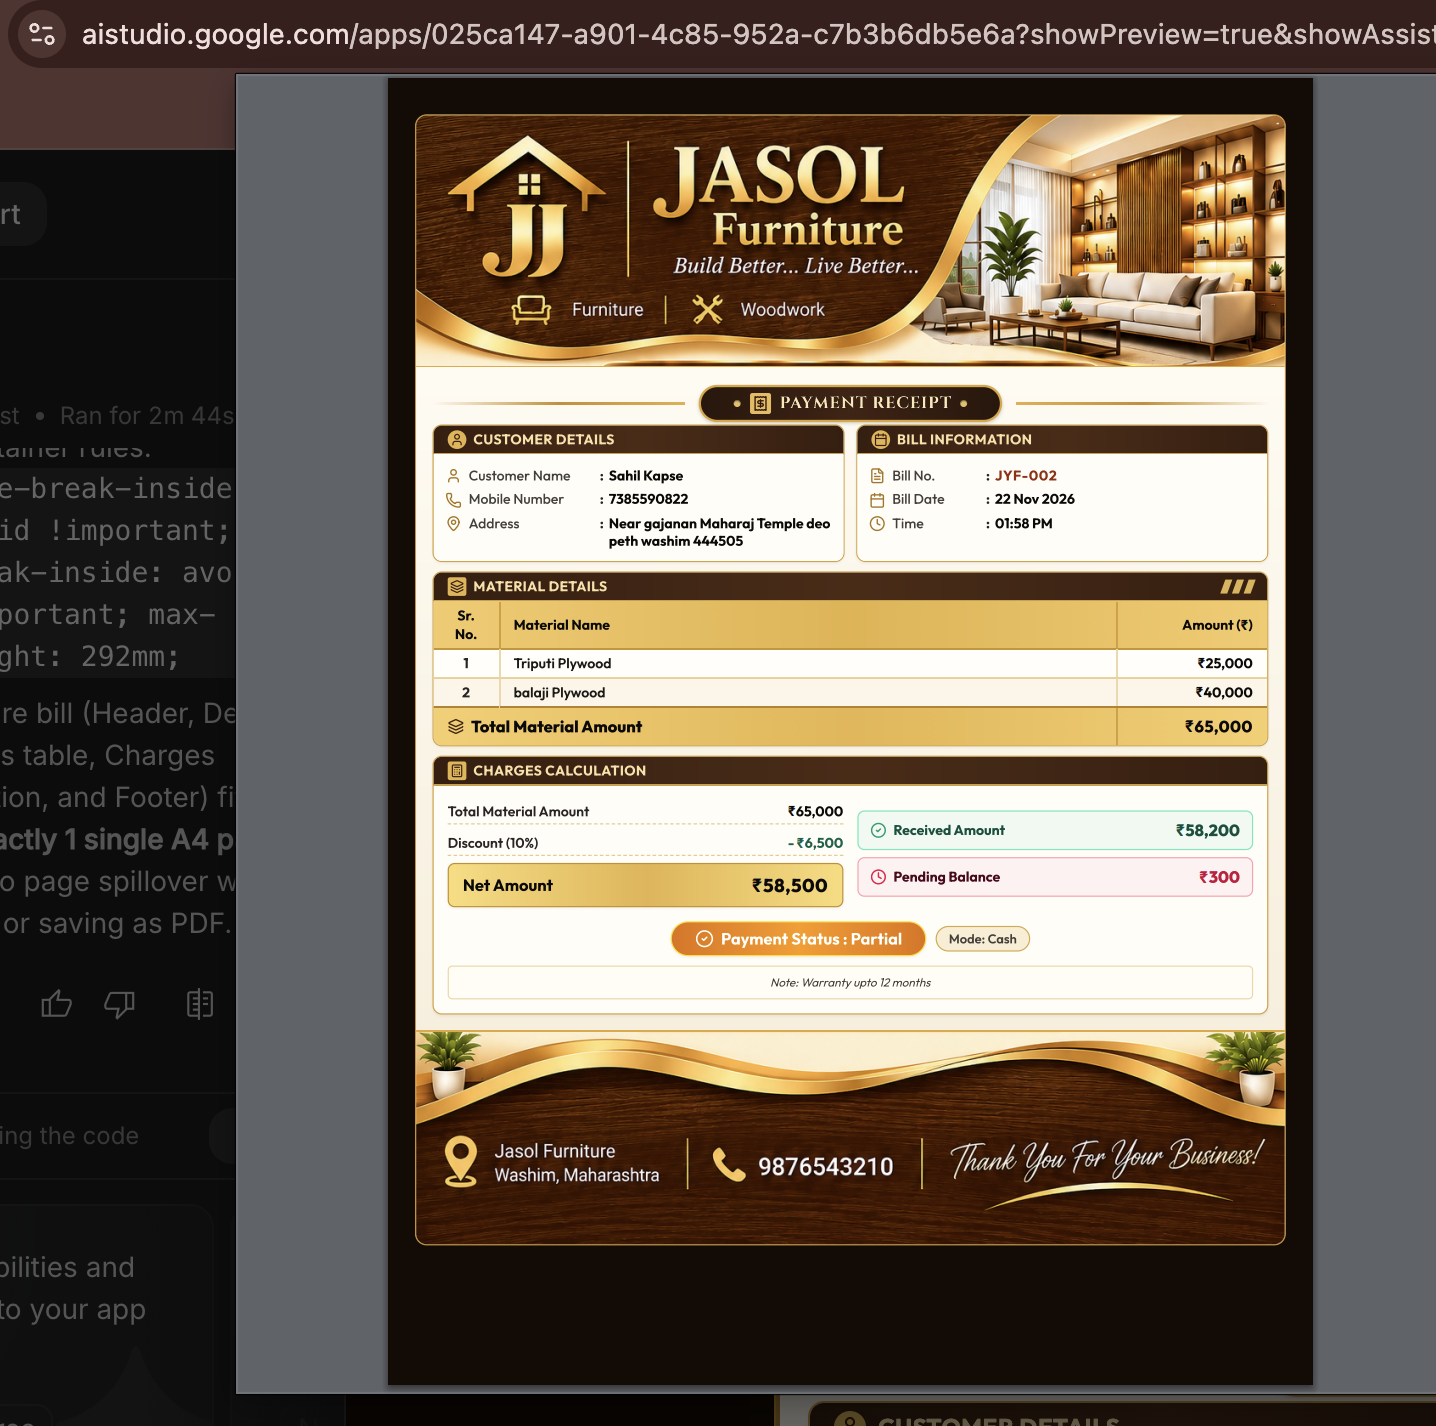 aistudio.google.com/apps/025ca147-a901-4c85-952a-c7b3b6db5e6a?showPreview=true&showAssist
rt
st • Ran for 2m 44s
tainer rules.
e-break-inside
id !important;
ak-inside: avo
portant; max-
ght: 292mm;
re bill (Header, De
s table, Charges
ion, and Footer) fi
actly 1 single A4 p
o page spillover w
or saving as PDF.
ing the code
bilities and
to your app
JJ
JASOL
Furniture
Build Better... Live Better...
Furniture | Woodwork
• PAYMENT RECEIPT •
CUSTOMER DETAILS
Customer Name : Sahil Kapse
Mobile Number : 7385590822
Address : Near gajanan Maharaj Temple deo
peth washim 444505
BILL INFORMATION
Bill No. : JYF-002
Bill Date : 22 Nov 2026
Time : 01:58 PM
MATERIAL DETAILS
Sr. No. Material Name Amount (₹)
1 Triputi Plywood ₹25,000
2 balaji Plywood ₹40,000
Total Material Amount ₹65,000
CHARGES CALCULATION
Total Material Amount ₹65,000
Discount (10%) - ₹6,500
Net Amount ₹58,500
Received Amount ₹58,200
Pending Balance ₹300
Payment Status : Partial
Mode: Cash
Note: Warranty upto 12 months
Jasol Furniture
Washim, Maharashtra
9876543210
Thank You For Your Business!
CUSTOMER DETAILS